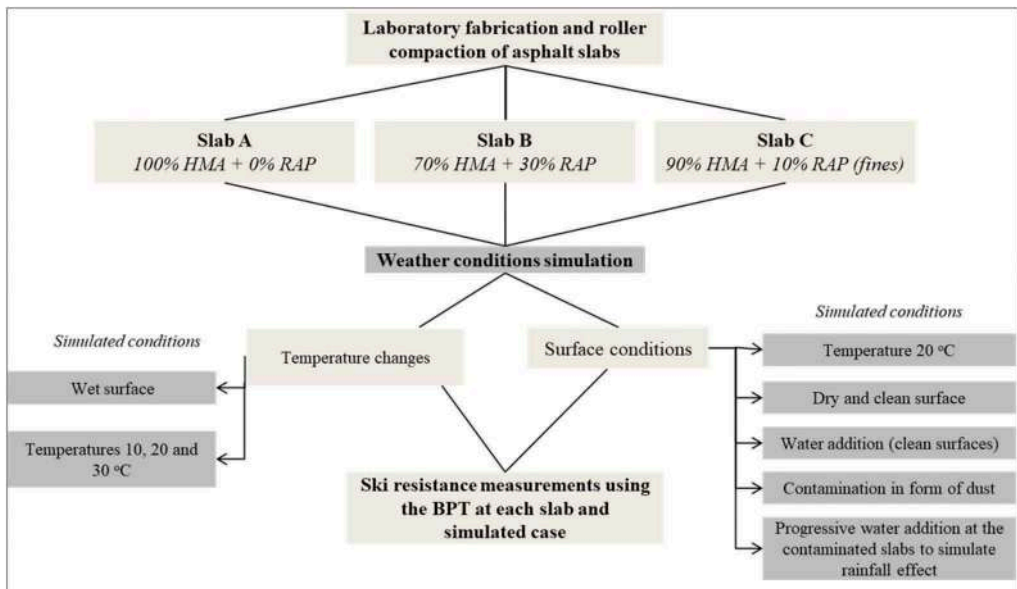 Laboratory fabrication and roller
compaction of asphalt slabs
Slab A
100% HMA + 0% RAP
Slab B
70% HMA + 30% RAP
Slab C
90% HMA + 10% RAP (fines)
Weather conditions simulation
Simulated conditions
Simulated conditions
Temperature changes
Surface conditions
Wet surface
Temperatures 10, 20 and
30 °C
Temperature 20 °C
Dry and clean surface
Water addition (clean surfaces)
Contamination in form of dust
Progressive water addition at the
contaminated slabs to simulate
rainfall effect
Ski resistance measurements using
the BPT at each slab and
simulated case